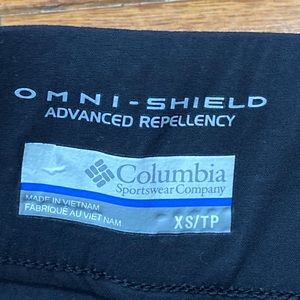 OMNI-SHIELD
ADVANCED REPELLENCY
Columbia
Sportswear Company
MADE IN VIETNAM
FABRIQUÉ AU VIET NAM
XS/TP